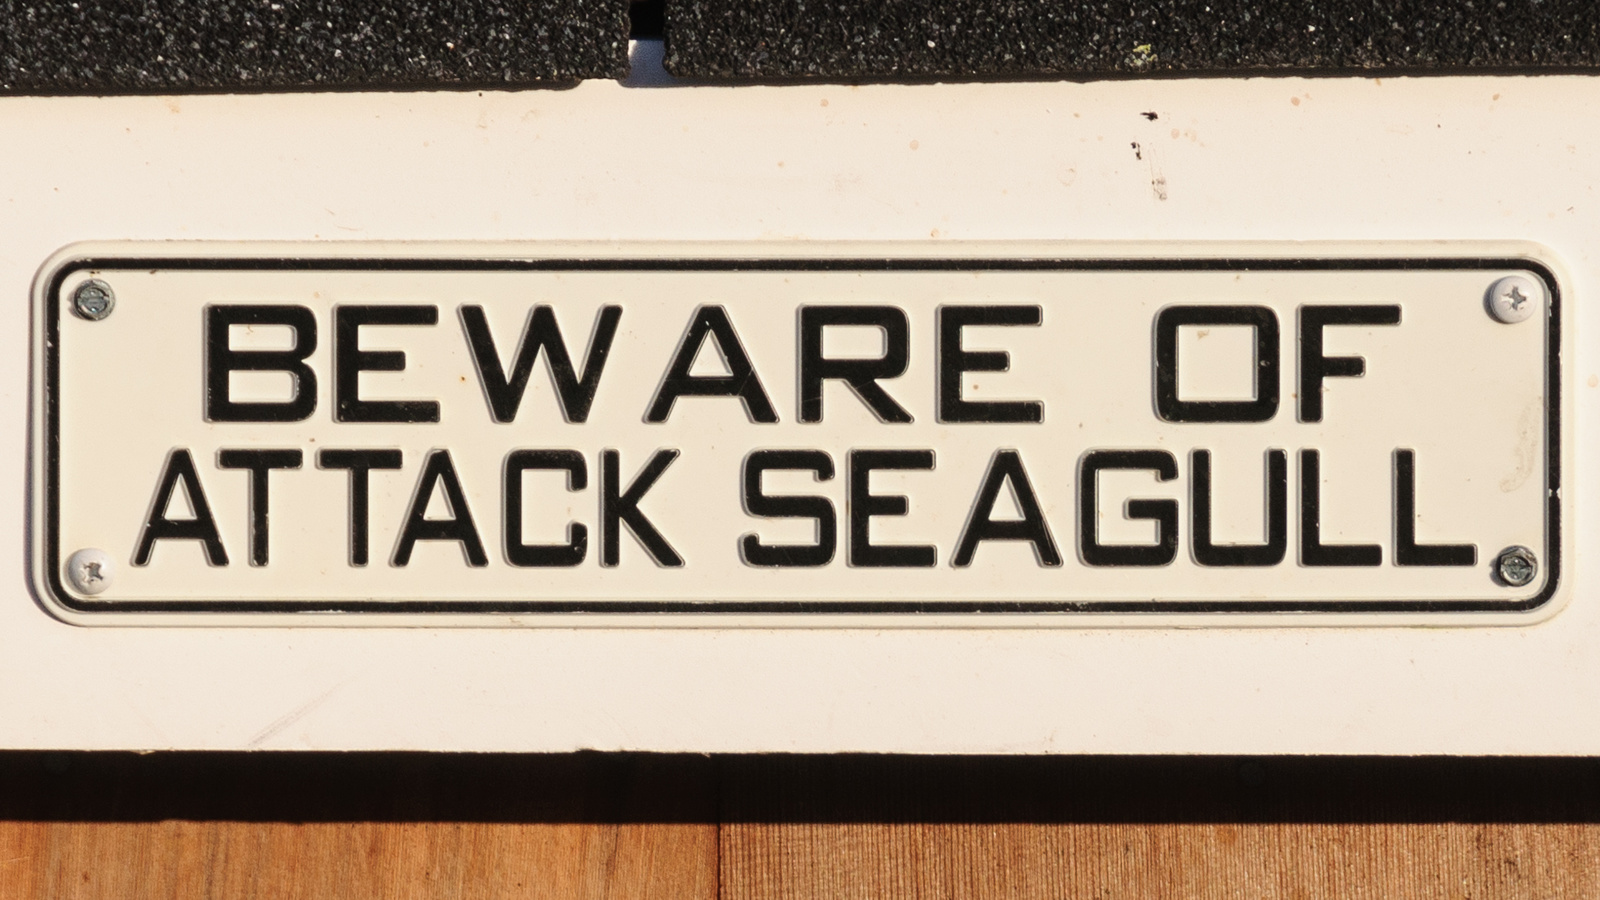 BEWARE OF
ATTACK SEAGULL